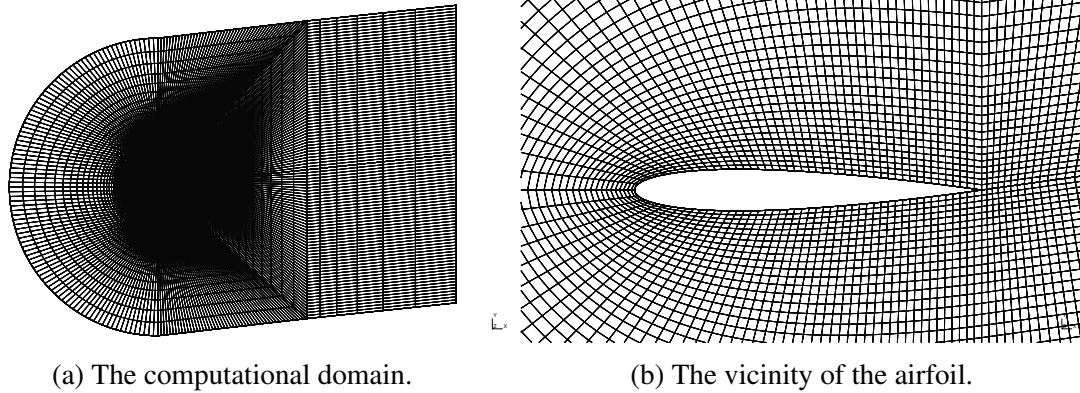 Y
Z X
(a) The computational domain.
(b) The vicinity of the airfoil.